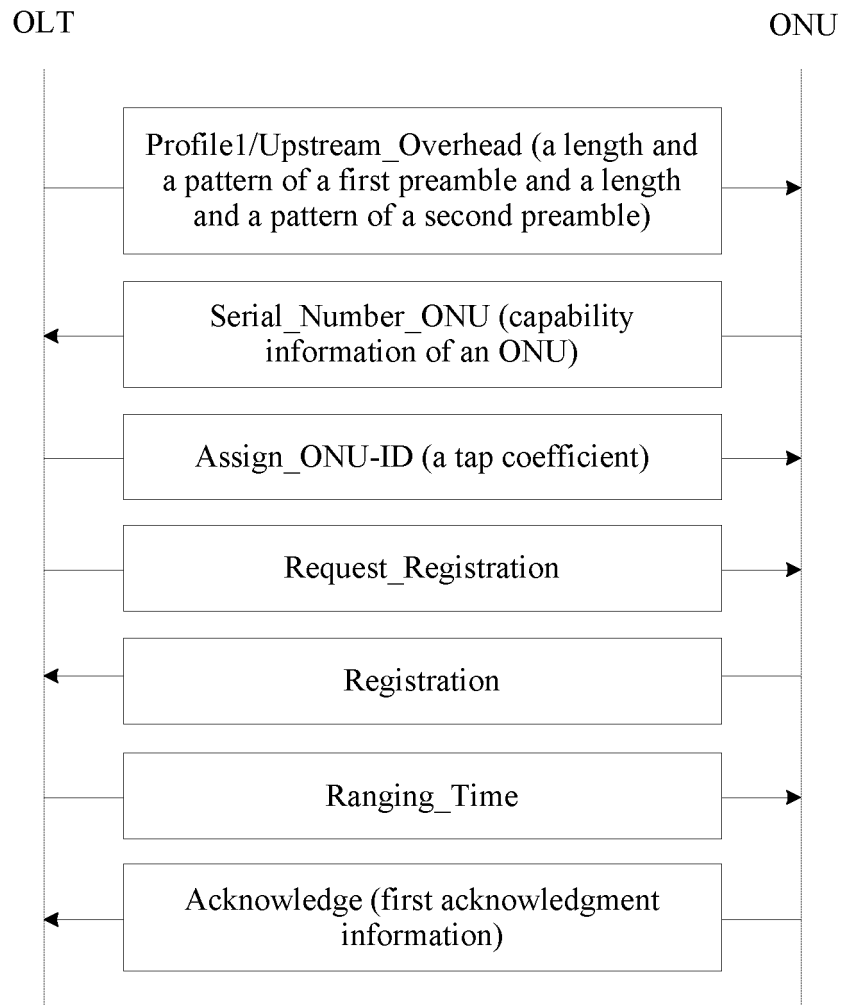 OLT
ONU
Profile1/Upstream_Overhead (a length and
a pattern of a first preamble and a length
and a pattern of a second preamble)
Serial_Number_ONU (capability
information of an ONU)
Assign_ONU-ID (a tap coefficient)
Request_Registration
Registration
Ranging_Time
Acknowledge (first acknowledgment
information)